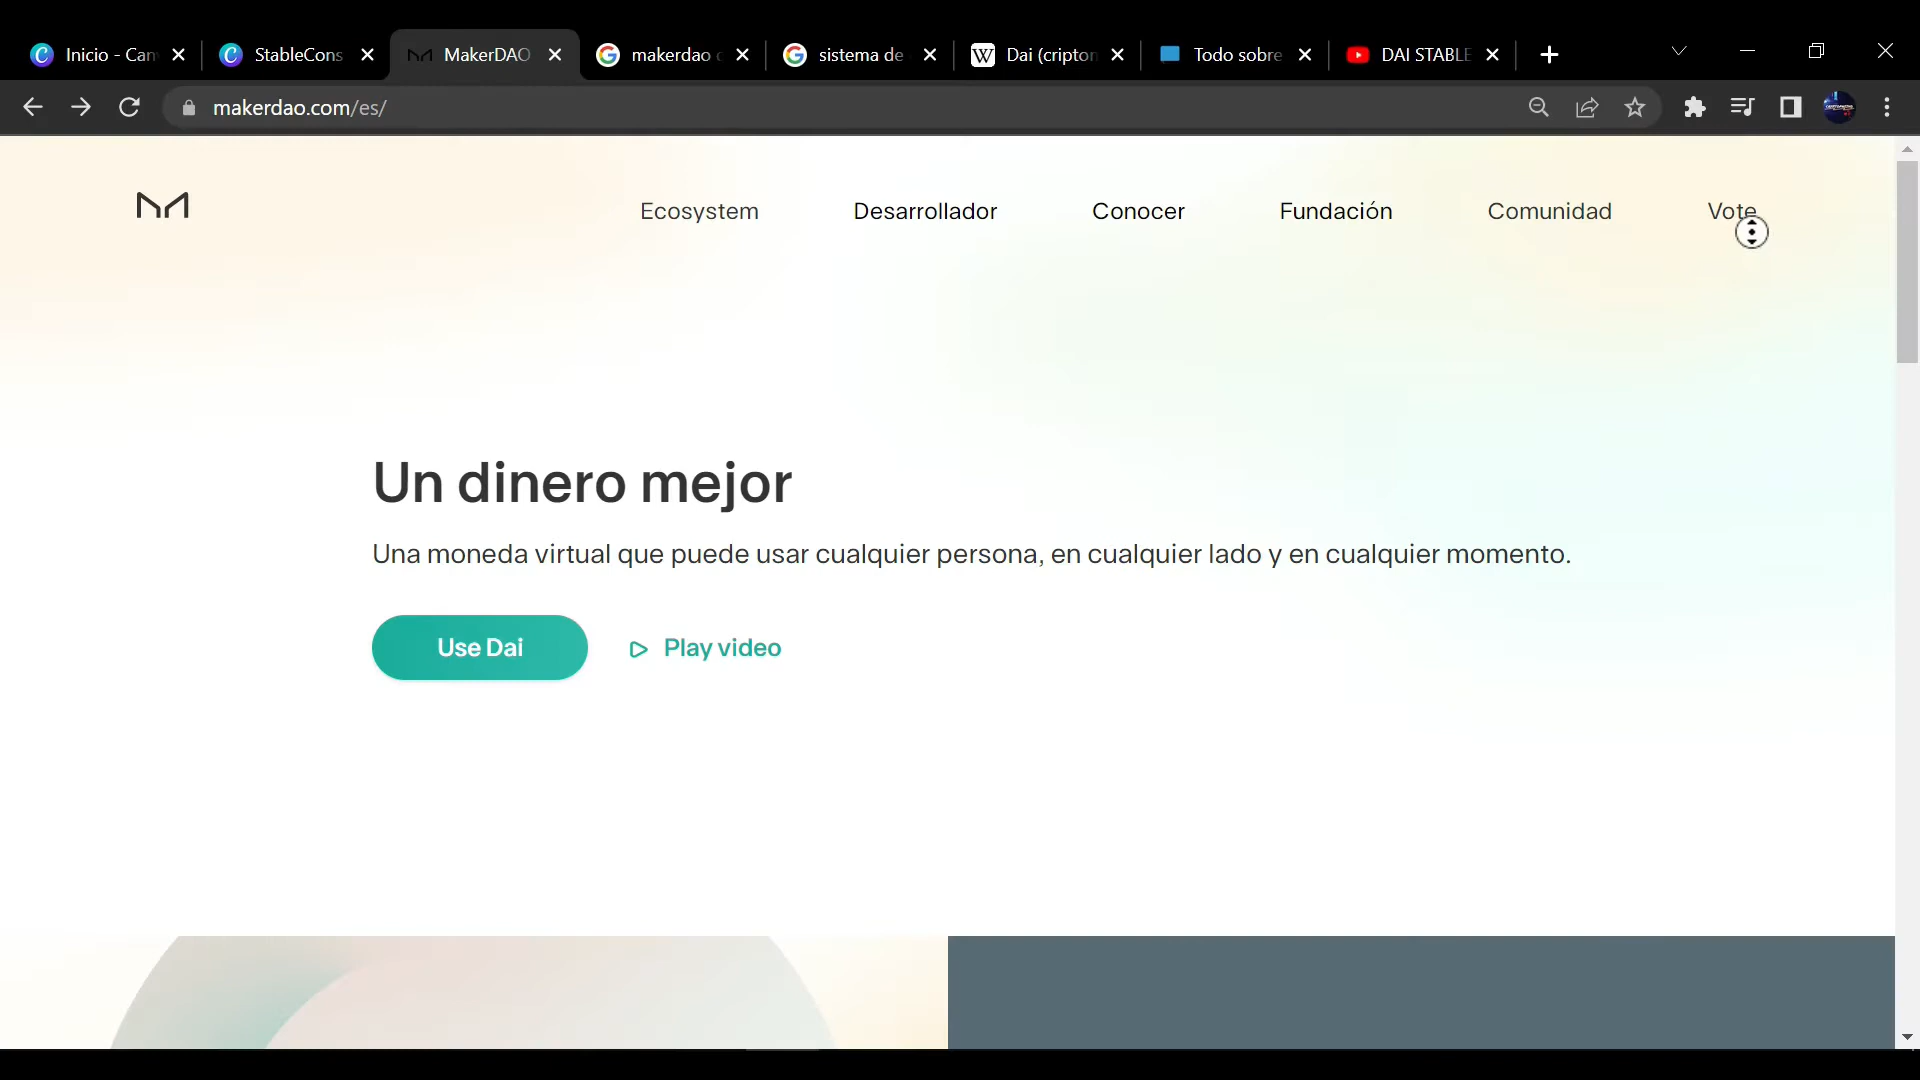 Inicio - Can
StableCons
MakerDAO
makerdao c
sistema de
Dai (cripton
Todo sobre
DAI STABLE
makerdao.com/es/
Ecosystem
Desarrollador
Conocer
Fundación
Comunidad
Vote
Un dinero mejor
Una moneda virtual que puede usar cualquier persona, en cualquier lado y en cualquier momento.
Use Dai
Play video